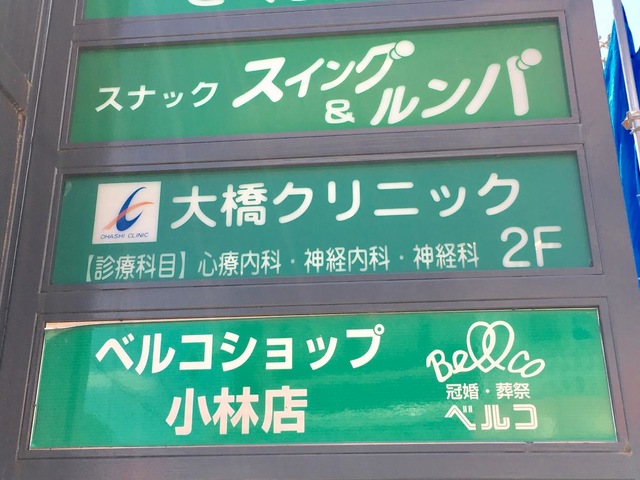 スナック スイング
& ルンバ
大橋クリニック
OHASHI CLINIC
【診療科目】心療内科・神経内科・神経科 2F
ベルコショップ
小林店
Bellco
冠婚・葬祭
ベルコ